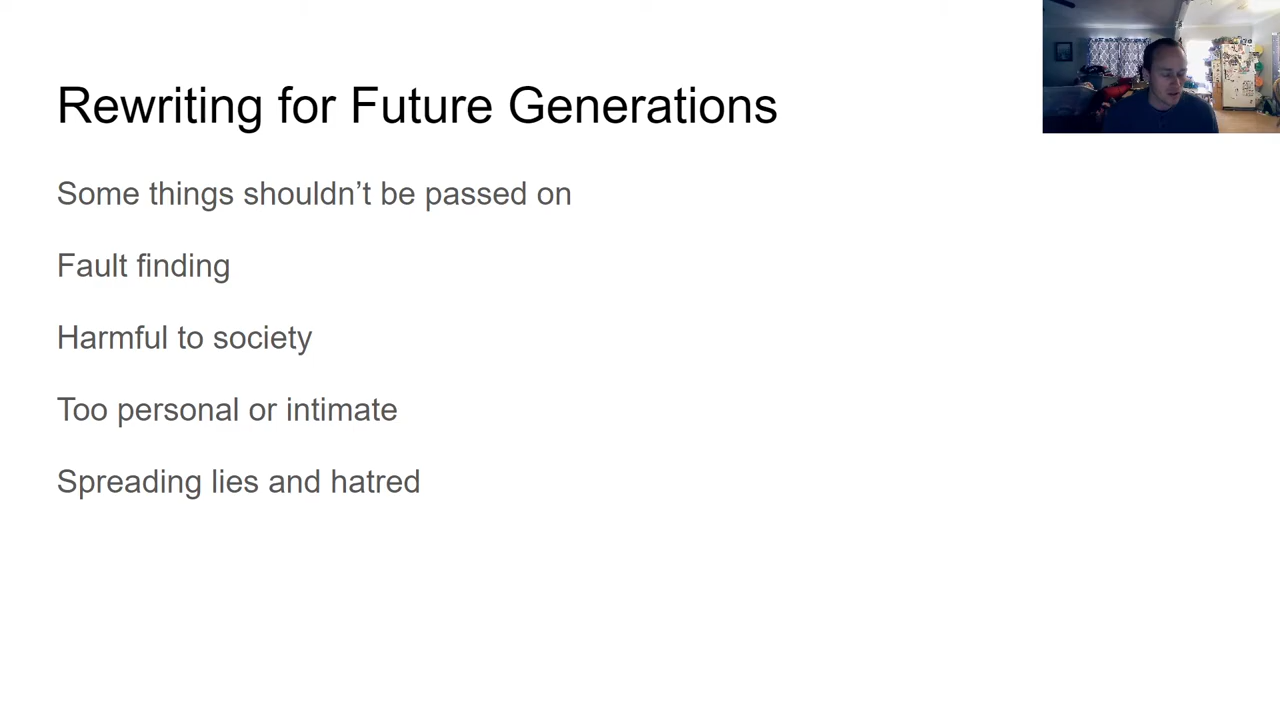 Rewriting for Future Generations
Some things shouldn’t be passed on
Fault finding
Harmful to society
Too personal or intimate
Spreading lies and hatred